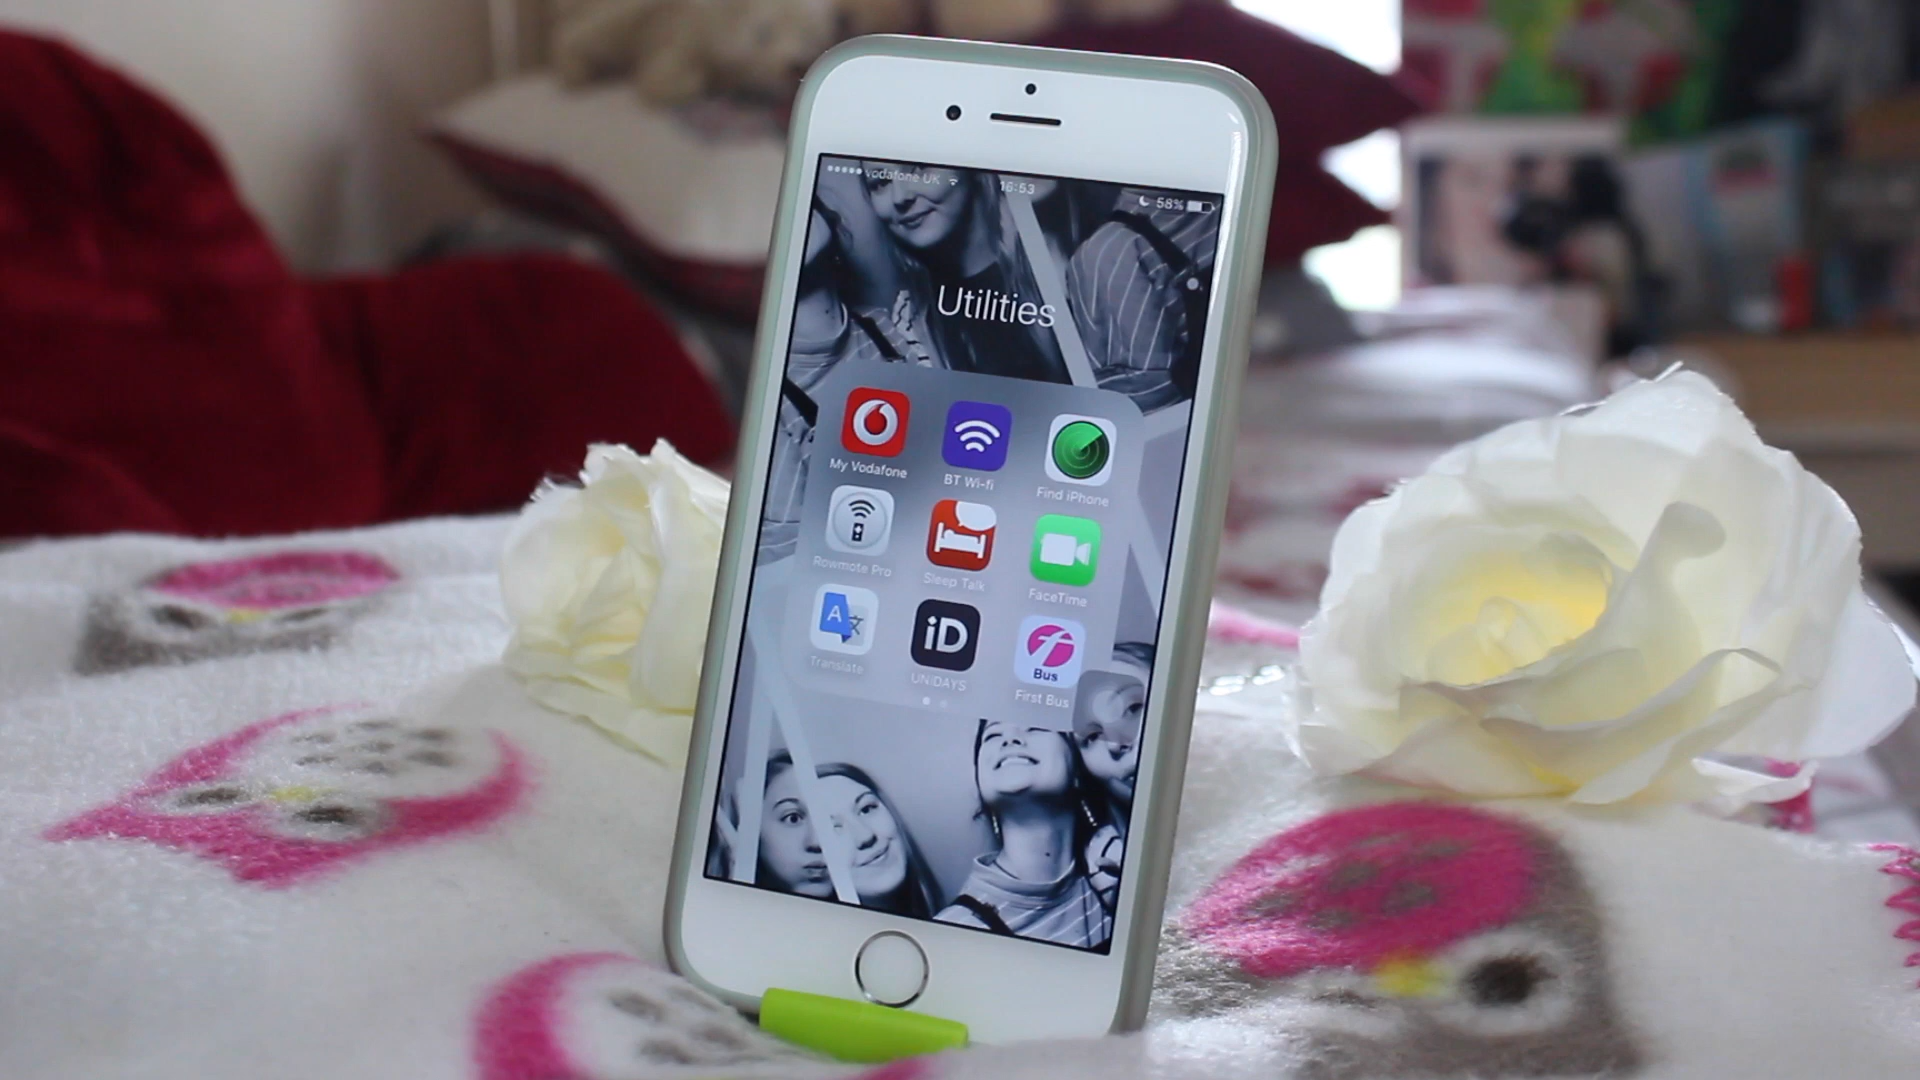 vodafone UK 16:53 58%
Utilities
My Vodafone BT Wi-fi Find iPhone
Rowmote Pro Sleep Talk FaceTime
A 文
iD
f Bus
Translate UNiDAYS First Bus